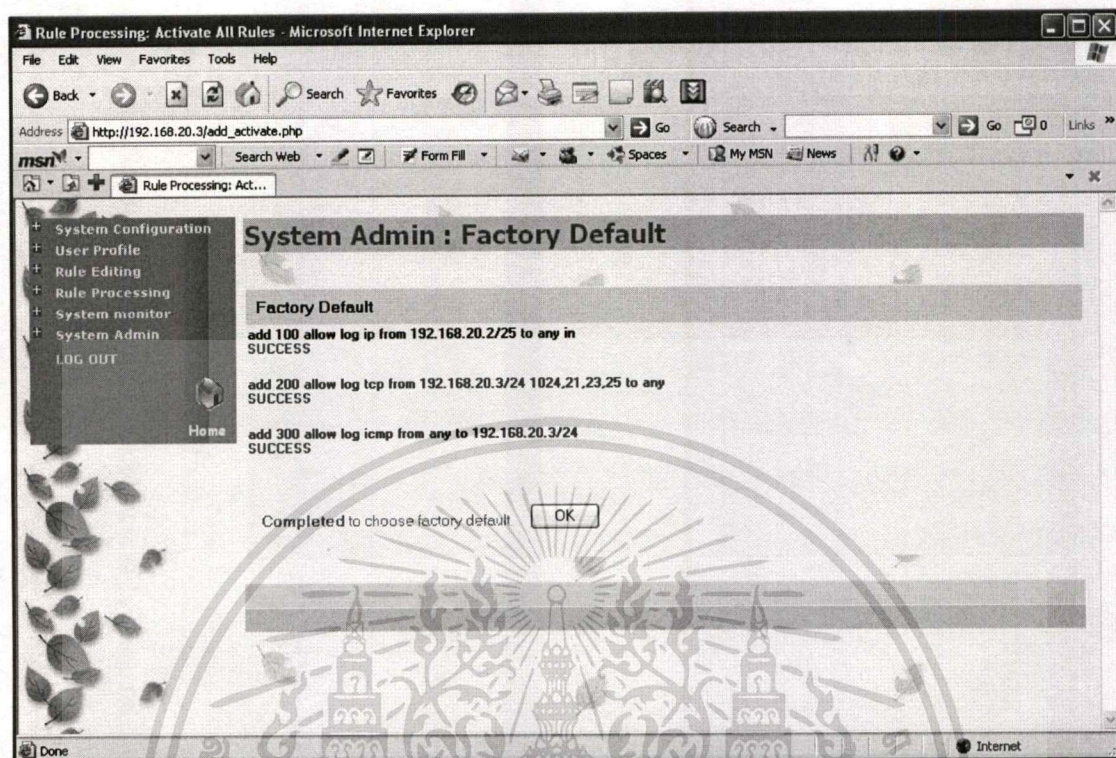 Rule Processing: Activate All Rules - Microsoft Internet Explorer
File Edit View Favorites Tools Help
Back Search Favorites
Address http://192.168.20.3/add_activate.php Go Search Go 0 Links »
msn Search Web Form Fill Spaces My MSN News
Rule Processing: Act...
+ System Configuration
+ User Profile
+ Rule Editing
+ Rule Processing
+ System monitor
+ System Admin
LOG OUT
Home
System Admin : Factory Default
Factory Default
add 100 allow log ip from 192.168.20.2/25 to any in
SUCCESS
add 200 allow log tcp from 192.168.20.3/24 1024,21,23,25 to any
SUCCESS
add 300 allow log icmp from any to 192.168.20.3/24
SUCCESS
Completed to choose factory default OK
Done Internet